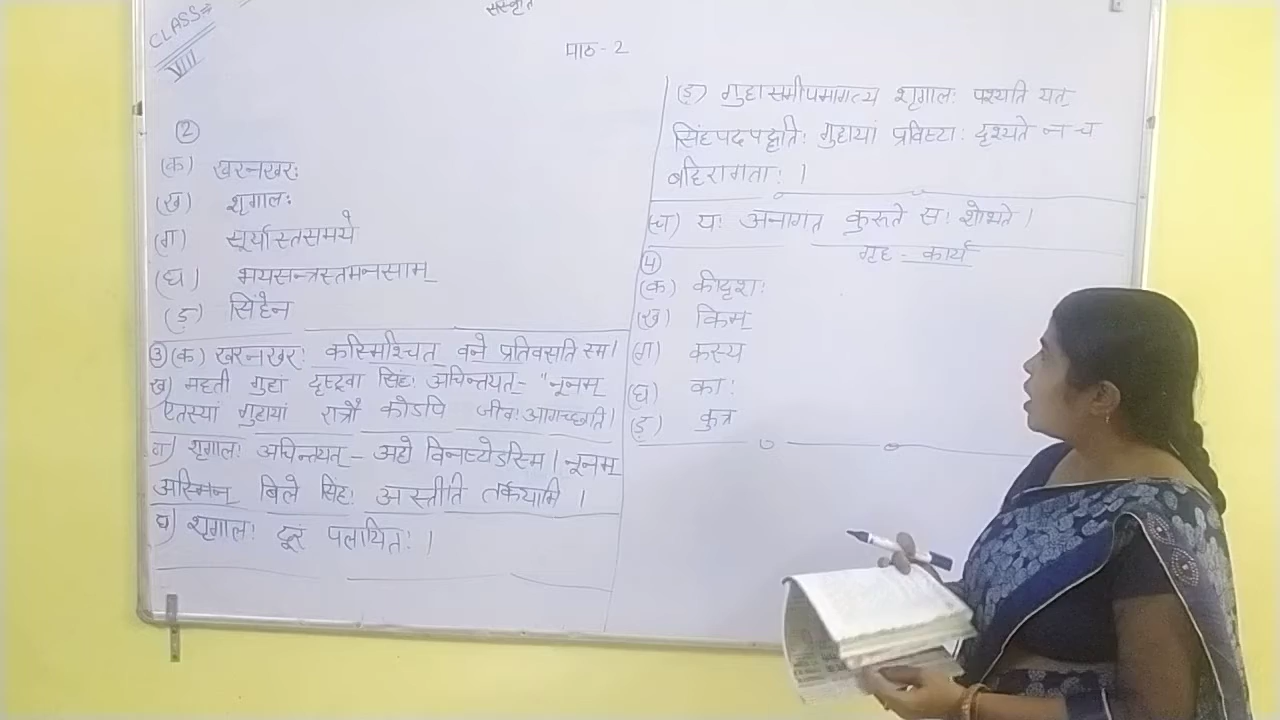 CLASS⇒
VIII
संस्कृत
पाठ-2
②
(क) खरनखरः
(ख) शृगालः
(ग) सूर्यास्तसमये
(घ) भयसन्त्रस्तमनसाम्
(ङ) सिंहेन
③(क) खरनखरः कस्मिंश्चित् वने प्रतिवसति स्म।
ख) महती गुहां दृष्ट्वा सिंहः अचिन्तयत्- "नूनम्
एतस्यां गुहायां रात्रौ कोऽपि जीवः आगच्छति।
ग) शृगालः अचिन्तयत् - अहो विनष्टोऽस्मि। नूनम्
अस्मिन् बिले सिंहः अस्तीति तर्कयामि।
घ) शृगालः दूरं पलायितः।
(ङ) गुहासमीपमागत्य शृगालः पश्यति यत्
सिंहपदपद्धतिः गुहायां प्रविष्टाः दृश्यते न च
बहिरागताः।
(च) यः अनागत कुरुते सः शोभते।
गृह - कार्य
④
(क) कीदृशः
(ख) किम्
(ग) कस्य
(घ) काः
(ङ) कुत्र